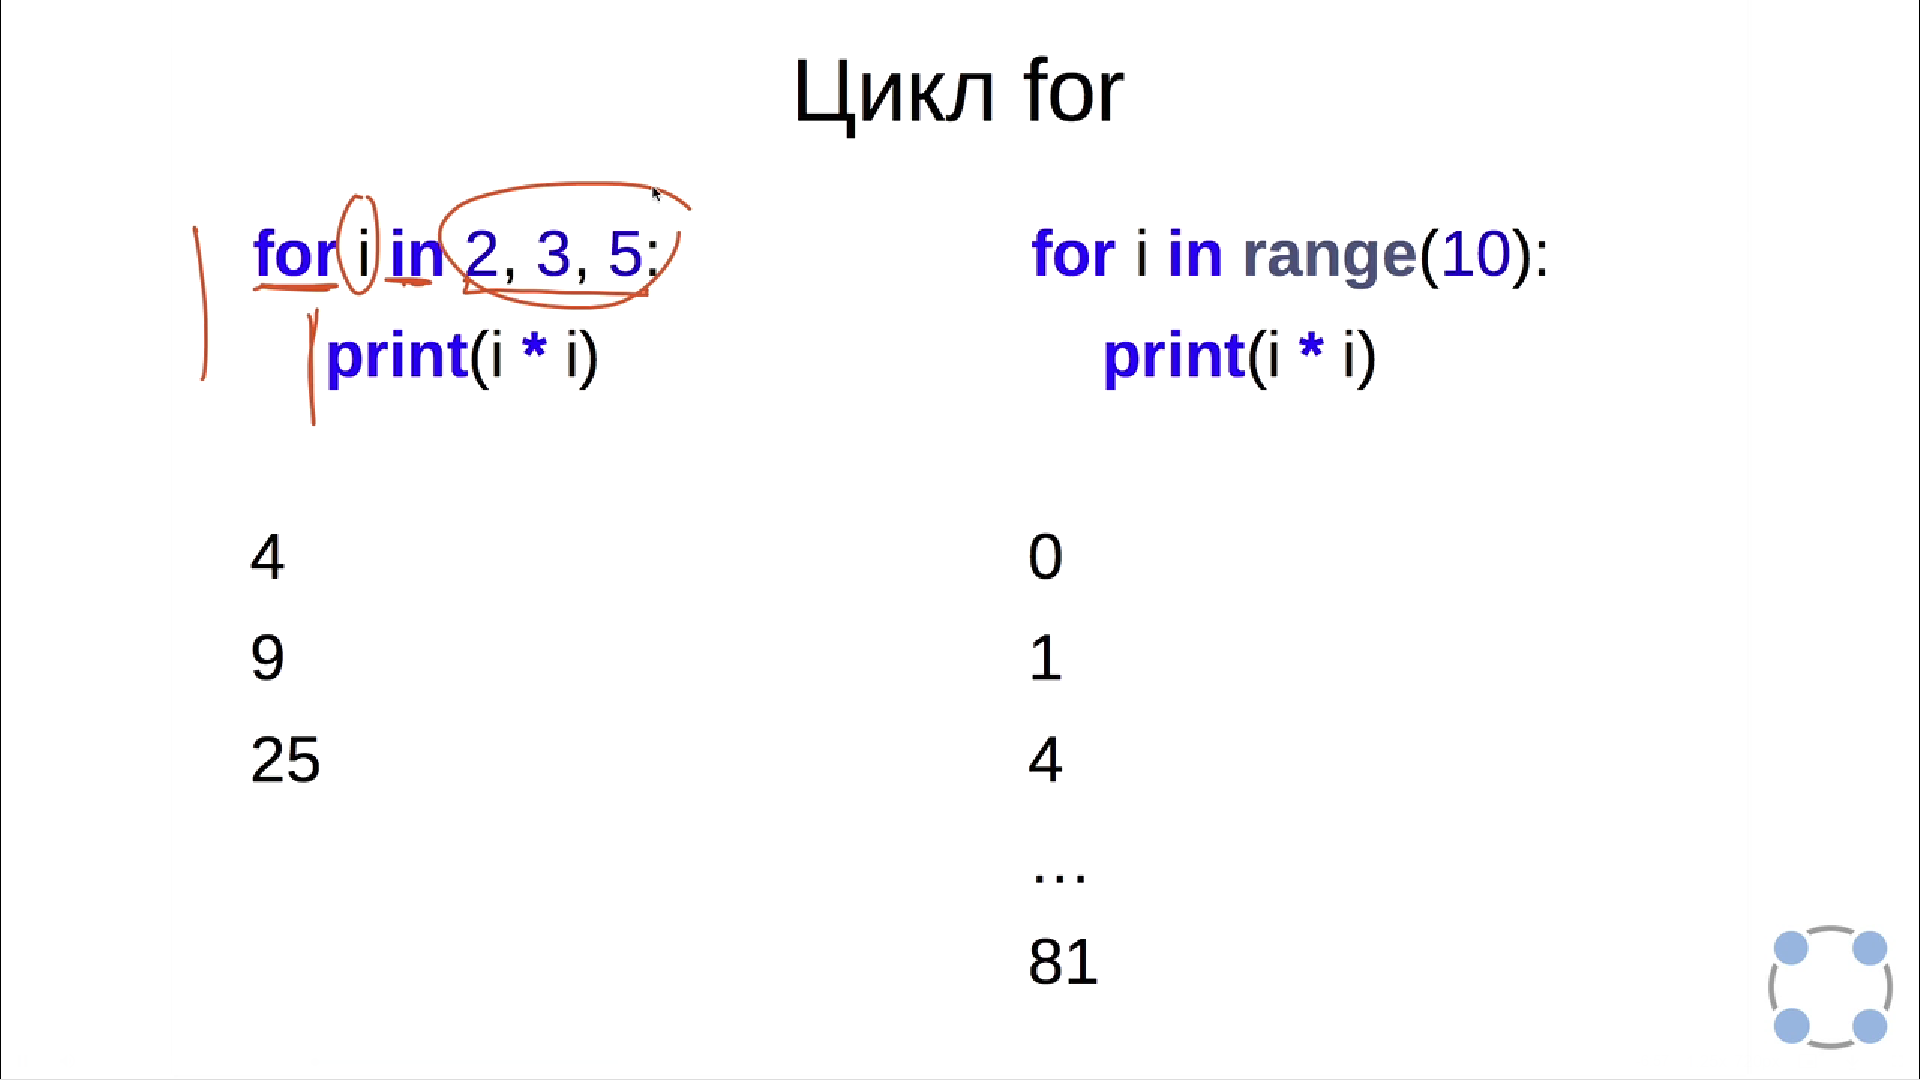 Цикл for
for i in 2, 3, 5:
print(i * i)
4
9
25
for i in range(10):
print(i * i)
0
1
4
…
81